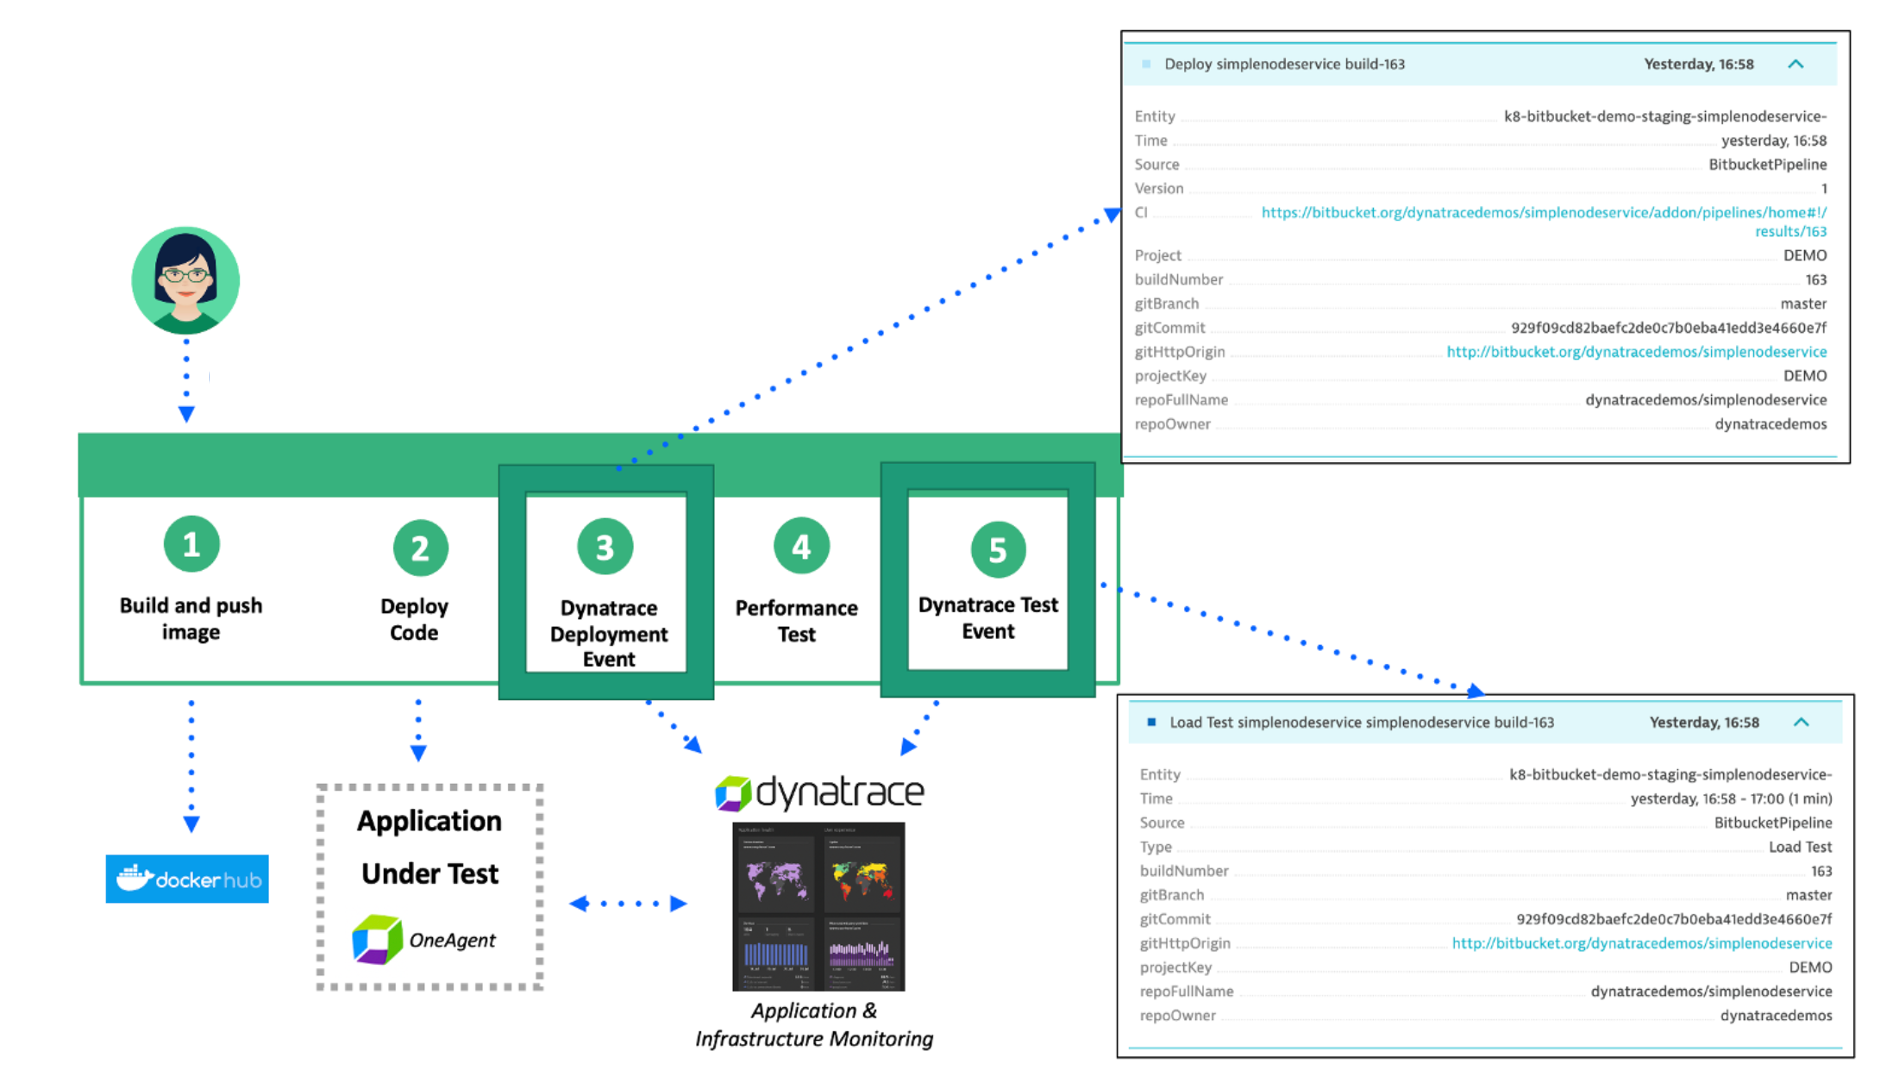 Deploy simplenodeservice build-163 Yesterday, 16:58
Entity k8-bitbucket-demo-staging-simplenodeservice-
Time yesterday, 16:58
Source BitbucketPipeline
Version 1
CI https://bitbucket.org/dynatracedemos/simplenodeservice/addon/pipelines/home#!/
results/163
Project DEMO
buildNumber 163
gitBranch master
gitCommit 929f09cd82baefc2de0c7b0eba41edd3e4660e7f
gitHttpOrigin http://bitbucket.org/dynatracedemos/simplenodeservice
projectKey DEMO
repoFullName dynatracedemos/simplenodeservice
repoOwner dynatracedemos
1
Build and push
image
2
Deploy
Code
3
Dynatrace
Deployment
Event
4
Performance
Test
5
Dynatrace Test
Event
docker hub
Application
Under Test
OneAgent
dynatrace
Application &
Infrastructure Monitoring
Load Test simplenodeservice simplenodeservice build-163 Yesterday, 16:58
Entity k8-bitbucket-demo-staging-simplenodeservice-
Time yesterday, 16:58 - 17:00 (1 min)
Source BitbucketPipeline
Type Load Test
buildNumber 163
gitBranch master
gitCommit 929f09cd82baefc2de0c7b0eba41edd3e4660e7f
gitHttpOrigin http://bitbucket.org/dynatracedemos/simplenodeservice
projectKey DEMO
repoFullName dynatracedemos/simplenodeservice
repoOwner dynatracedemos